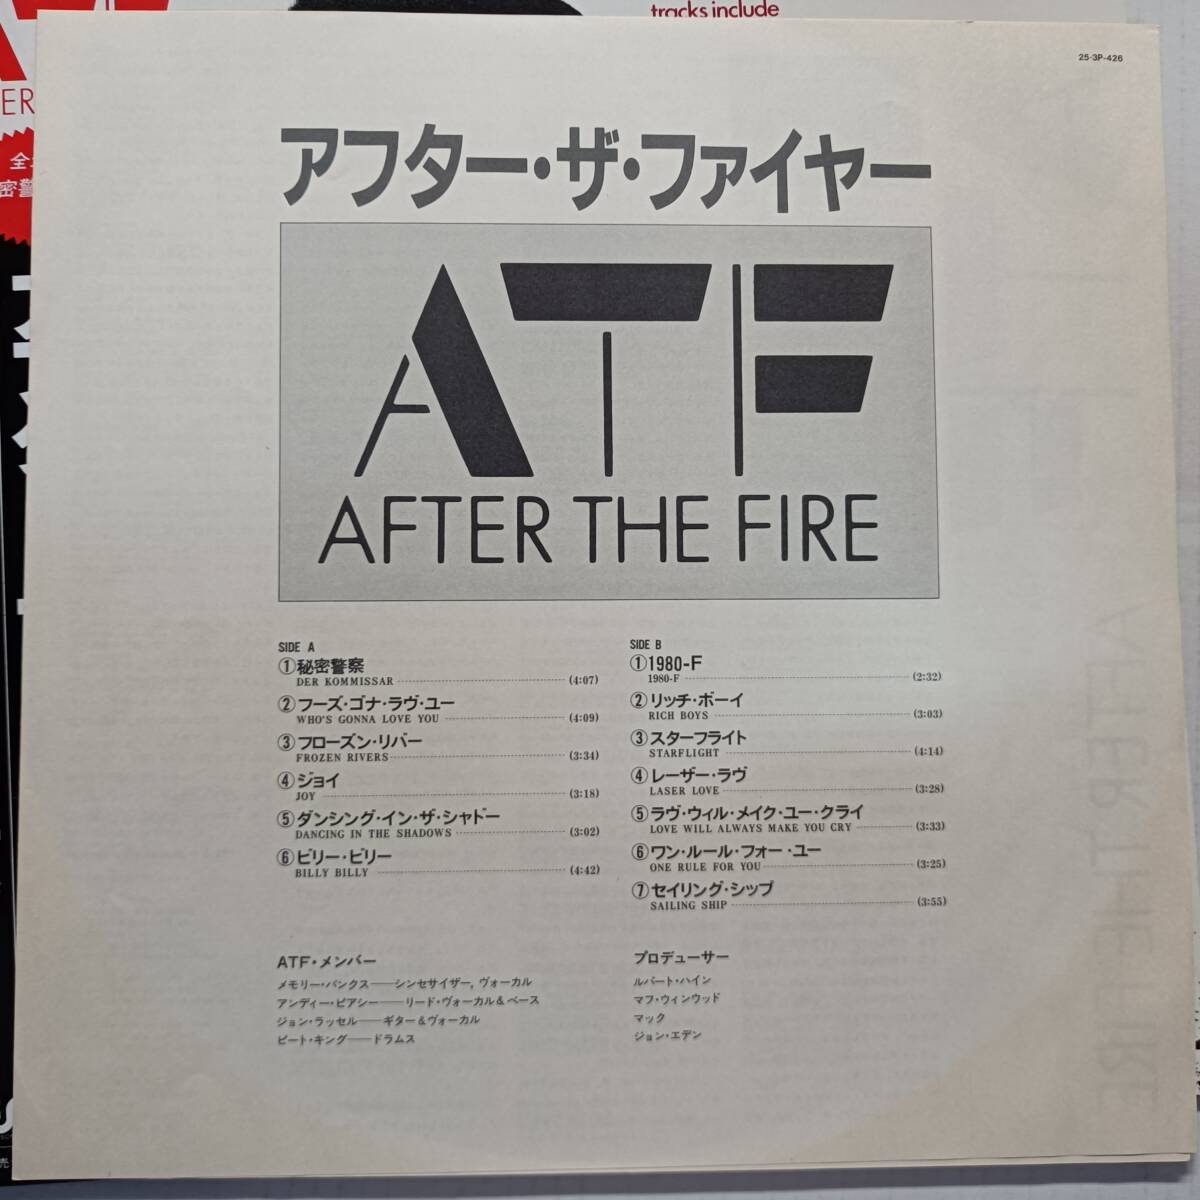 tracks include
25·3P-426
アフター・ザ・ファイヤー
ATF
AFTER THE FIRE
SIDE A
①秘密警察
DER KOMMISSAR (4:07)
②フーズ・ゴナ・ラヴ・ユー
WHO'S GONNA LOVE YOU (4:09)
③フローズン・リバー
FROZEN RIVERS (3:34)
④ジョイ
JOY (3:18)
⑤ダンシング・イン・ザ・シャドー
DANCING IN THE SHADOWS (3:02)
⑥ビリー・ビリー
BILLY BILLY (4:42)
SIDE B
①1980-F
1980-F (2:32)
②リッチ・ボーイ
RICH BOYS (3:03)
③スターフライト
STARFLIGHT (4:14)
④レーザー・ラヴ
LASER LOVE (3:28)
⑤ラヴ・ウィル・メイク・ユー・クライ
LOVE WILL ALWAYS MAKE YOU CRY (3:33)
⑥ワン・ルール・フォー・ユー
ONE RULE FOR YOU (3:25)
⑦セイリング・シップ
SAILING SHIP (3:55)
ATF・メンバー
メモリー・バンクス──シンセサイザー, ヴォーカル
アンディー・ピアシー──リード・ヴォーカル&ベース
ジョン・ラッセル──ギター&ヴォーカル
ピート・キング──ドラムス
プロデューサー
ルパート・ハイン
マフ・ウィンウッド
マック
ジョン・エデン